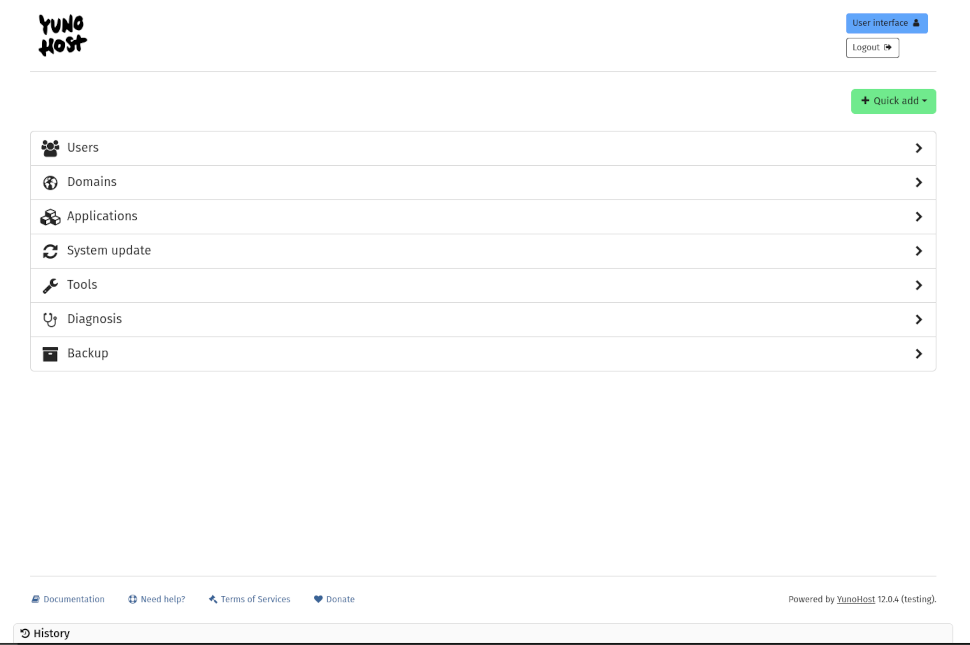 YUNO
HOST
User interface
Logout
Quick add
Users
Domains
Applications
System update
Tools
Diagnosis
Backup
Documentation Need help? Terms of Services Donate Powered by YunoHost 12.0.4 (testing).
History